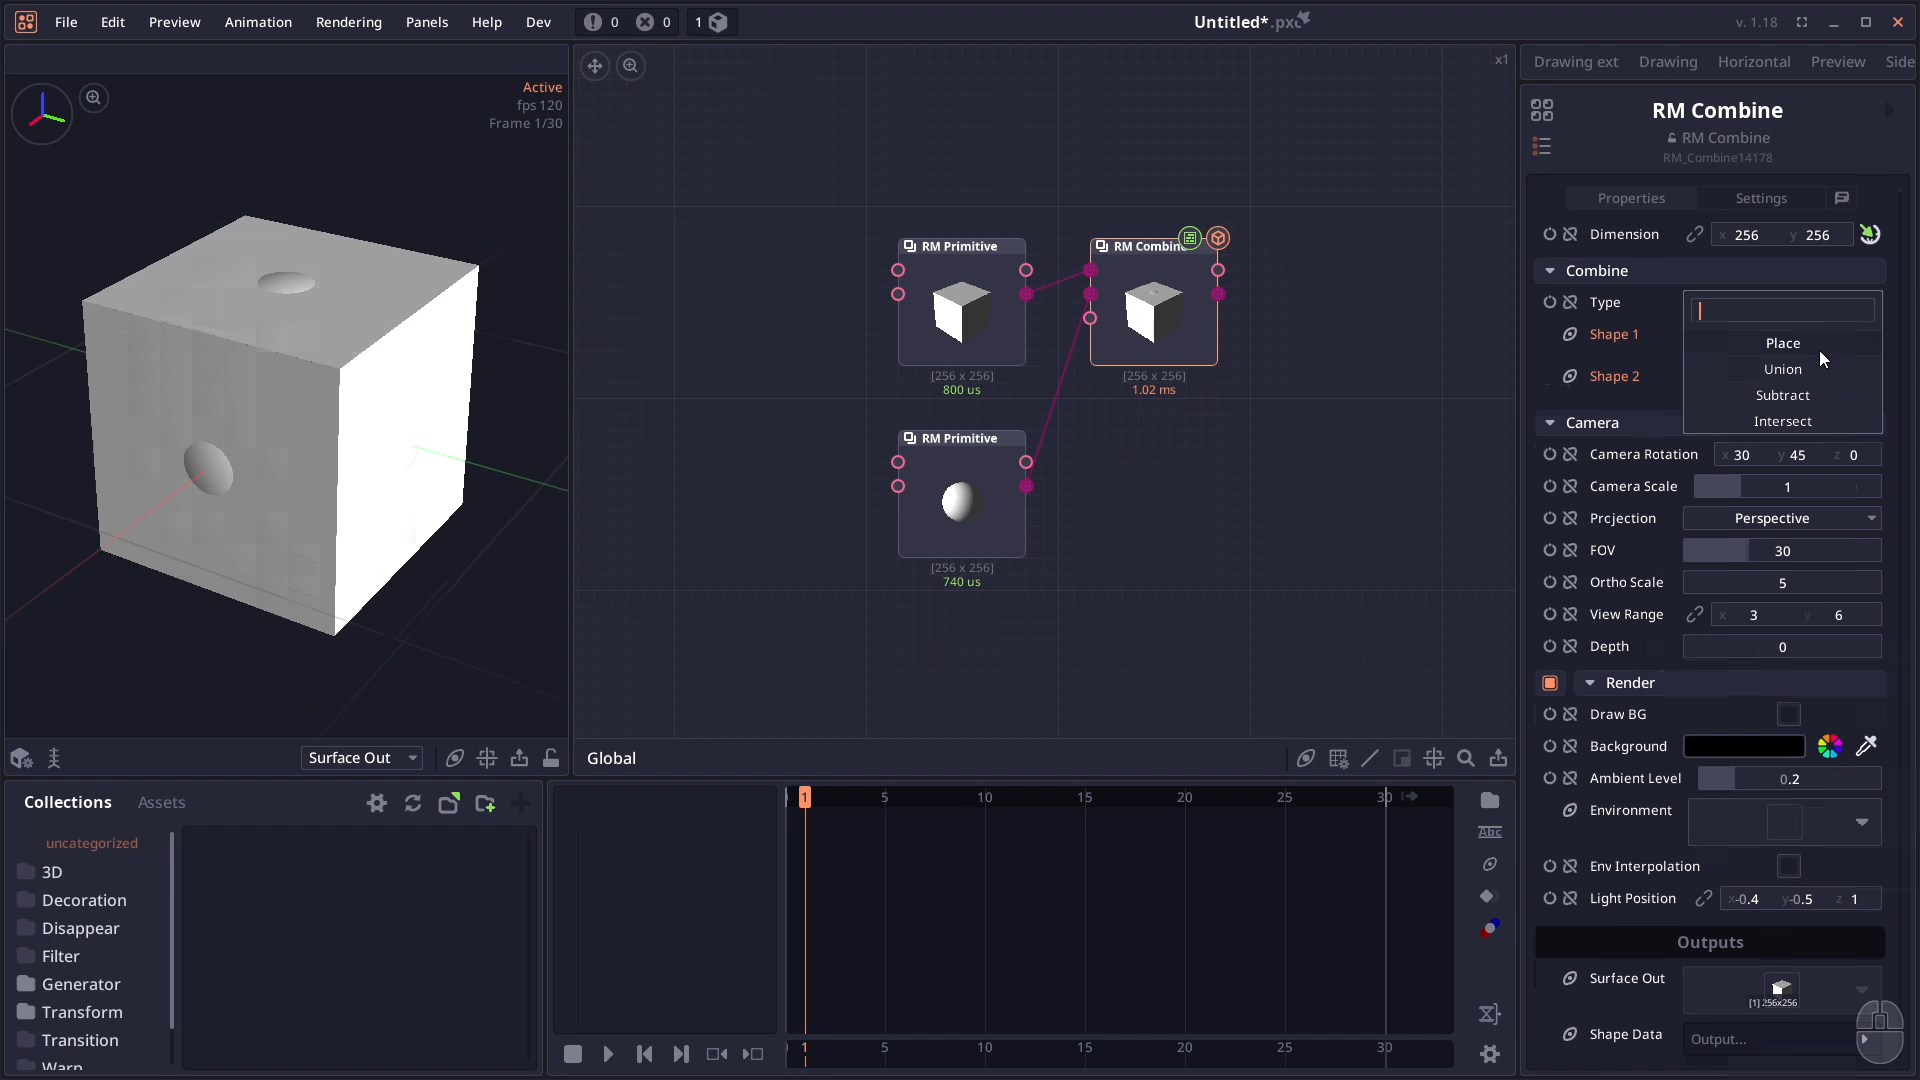 File Edit Preview Animation Rendering Panels Help Dev 0 0 1 Untitled*.pxc v. 1.18
Active
fps 120
Frame 1/30
Surface Out
x1
RM Primitive
[256 x 256]
800 us
RM Combine
[256 x 256]
1.02 ms
RM Primitive
[256 x 256]
740 us
Global
Drawing ext Drawing Horizontal Preview Side
RM Combine
RM Combine
RM_Combine14178
Properties Settings
Dimension x 256 y 256
Combine
Type
Shape 1
Shape 2
Place
Union
Subtract
Intersect
Camera
Camera Rotation x 30 y 45 z 0
Camera Scale 1
Projection Perspective
FOV 30
Ortho Scale 5
View Range x 3 y 6
Depth 0
Render
Draw BG
Background
Ambient Level 0.2
Environment
Env Interpolation
Light Position x -0.4 y -0.5 z 1
Outputs
Surface Out
[1] 256x256
Shape Data Output...
Collections Assets
uncategorized
3D
Decoration
Disappear
Filter
Generator
Transform
Transition
Warp
1 5 10 15 20 25 30
Abc
1 5 10 15 20 25 30